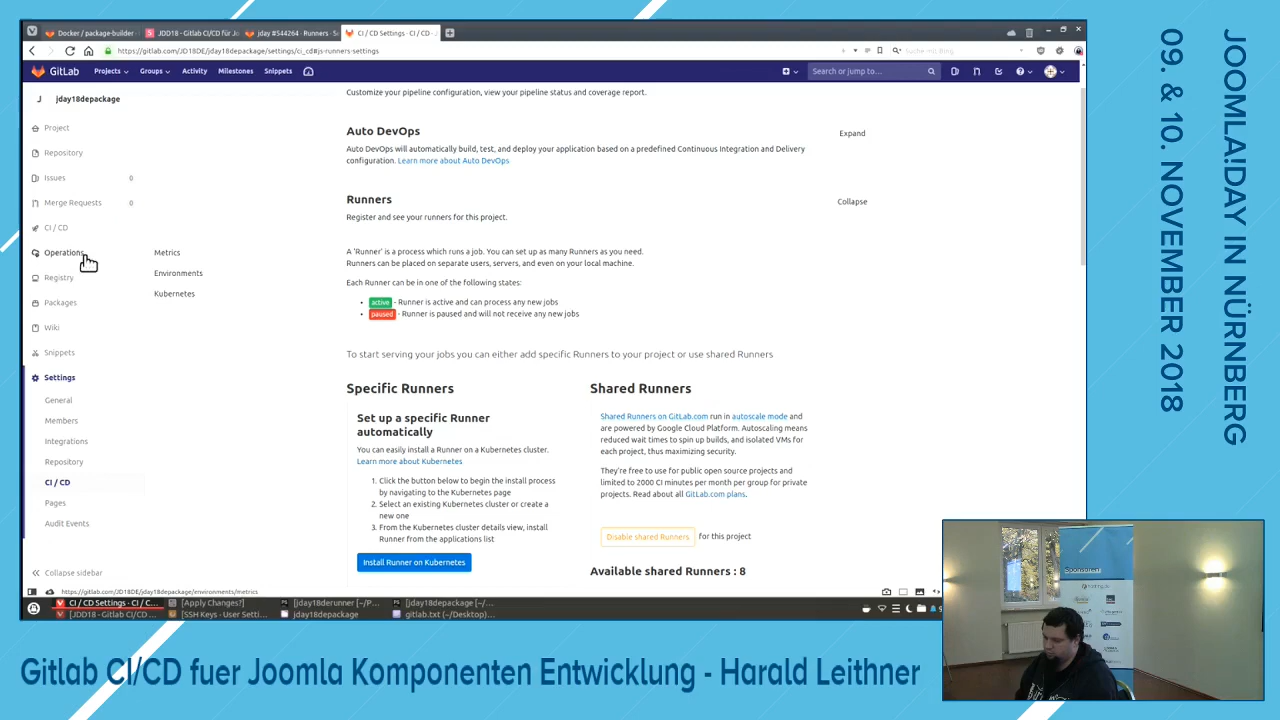 Docker / package-builder
JDD18 - Gitlab CI/CD für Jo
jday #544264 · Runners · S
CI / CD Settings · CI / CD ·
https://gitlab.com/JD18DE/jday18depackage/settings/ci_cd#js-runners-settings
Suche mit Bing
GitLab
Projects
Groups
Activity
Milestones
Snippets
Search or jump to...
J jday18depackage
Project
Repository
Issues 0
Merge Requests 0
CI / CD
Operations
Registry
Packages
Wiki
Snippets
Settings
General
Members
Integrations
Repository
CI / CD
Pages
Audit Events
Collapse sidebar
Metrics
Environments
Kubernetes
Customize your pipeline configuration, view your pipeline status and coverage report.
Auto DevOps
Expand
Auto DevOps will automatically build, test, and deploy your application based on a predefined Continuous Integration and Delivery
configuration. Learn more about Auto DevOps
Runners
Collapse
Register and see your runners for this project.
A 'Runner' is a process which runs a job. You can set up as many Runners as you need.
Runners can be placed on separate users, servers, and even on your local machine.
Each Runner can be in one of the following states:
• active - Runner is active and can process any new jobs
• paused - Runner is paused and will not receive any new jobs
To start serving your jobs you can either add specific Runners to your project or use shared Runners
Specific Runners
Set up a specific Runner
automatically
You can easily install a Runner on a Kubernetes cluster.
Learn more about Kubernetes
1. Click the button below to begin the install process
by navigating to the Kubernetes page
2. Select an existing Kubernetes cluster or create a
new one
3. From the Kubernetes cluster details view, install
Runner from the applications list
Install Runner on Kubernetes
Shared Runners
Shared Runners on GitLab.com run in autoscale mode and
are powered by Google Cloud Platform. Autoscaling means
reduced wait times to spin up builds, and isolated VMs for
each project, thus maximizing security.
They're free to use for public open source projects and
limited to 2000 CI minutes per month per group for private
projects. Read about all GitLab.com plans.
Disable shared Runners for this project
Available shared Runners : 8
https://gitlab.com/JD18DE/jday18depackage/environments/metrics
CI / CD Settings · CI / C...
[Apply Changes?]
[jday18derunner [~/P...
[jday18depackage [~/...
[JDD18 - Gitlab CI/CD ...
[SSH Keys · User Setti...
jday18depackage
gitlab.txt (~/Desktop)...
JOOMLA!DAY IN NÜRNBERG
09. & 10. NOVEMBER 2018
Sponsoren
Gitlab CI/CD fuer Joomla Komponenten Entwicklung - Harald Leithner